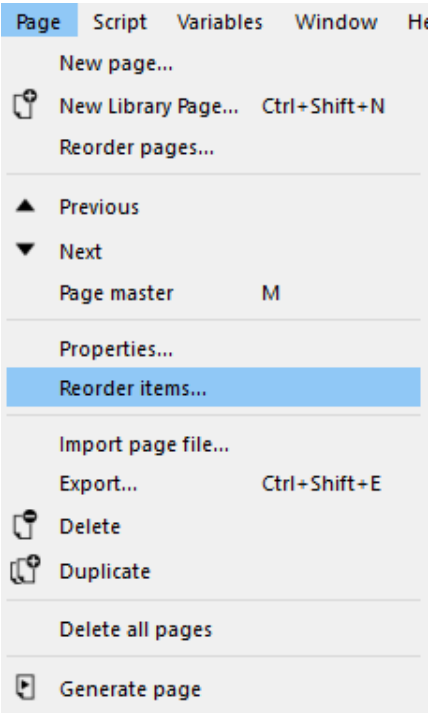 Page Script Variables Window He
New page...
New Library Page... Ctrl+Shift+N
Reorder pages...
Previous
Next
Page master M
Properties...
Reorder items...
Import page file...
Export... Ctrl+Shift+E
Delete
Duplicate
Delete all pages
Generate page